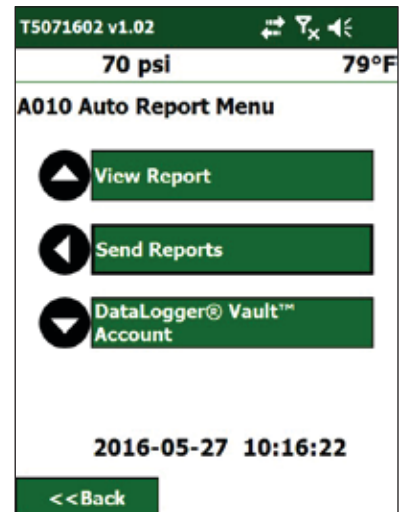 T5071602 v1.02
70 psi 79°F
A010 Auto Report Menu
View Report
Send Reports
DataLogger® Vault™
Account
2016-05-27 10:16:22
<<Back